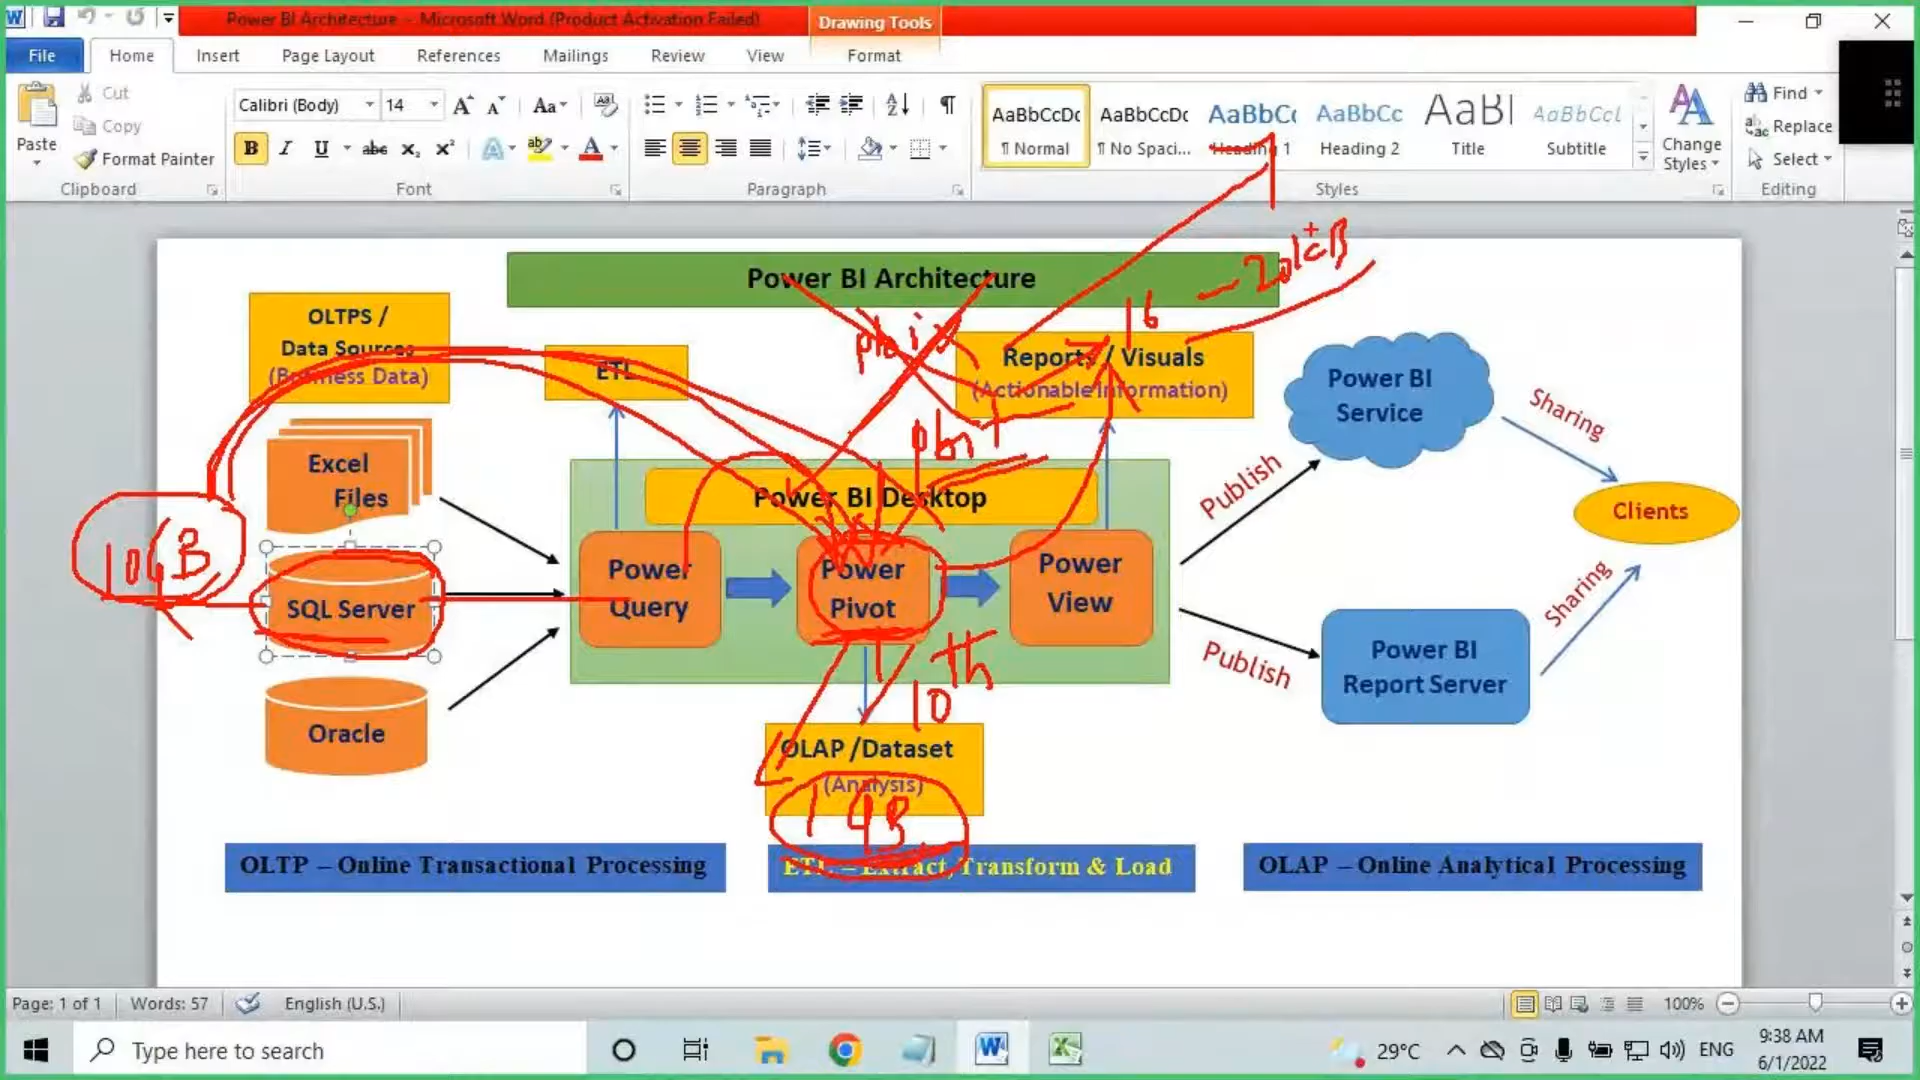 Power BI Architecture - Microsoft Word (Product Activation Failed)
Drawing Tools
File Home Insert Page Layout References Mailings Review View Format
Cut
Copy
Format Painter
Paste
Clipboard
Calibri (Body) 14
Font
Paragraph
AaBbCcDc AaBbCcDc AaBbCc AaBbCc AaBl AaBbCcL
¶ Normal ¶ No Spaci... Heading 1 Heading 2 Title Subtitle
Styles
Change
Styles
Find
Replace
Select
Editing
Power BI Architecture
OLTPS /
Data Sources
(Business Data)
ETL
Reports / Visuals
(Actionable Information)
16 - 20
pbix
pbit
Power BI
Service
Sharing
Excel
Files
Power BI Desktop
Publish
Clients
10GB
SQL Server
Power
Query
Power
Pivot
Power
View
Sharing
Publish
Power BI
Report Server
10th
Oracle
OLAP /Dataset
(Analysis)
1GB
OLTP – Online Transactional Processing
ETL – Extract, Transform & Load
OLAP – Online Analytical Processing
Page: 1 of 1 Words: 57 English (U.S.) 100%
Type here to search
29°C
ENG
9:38 AM
6/1/2022